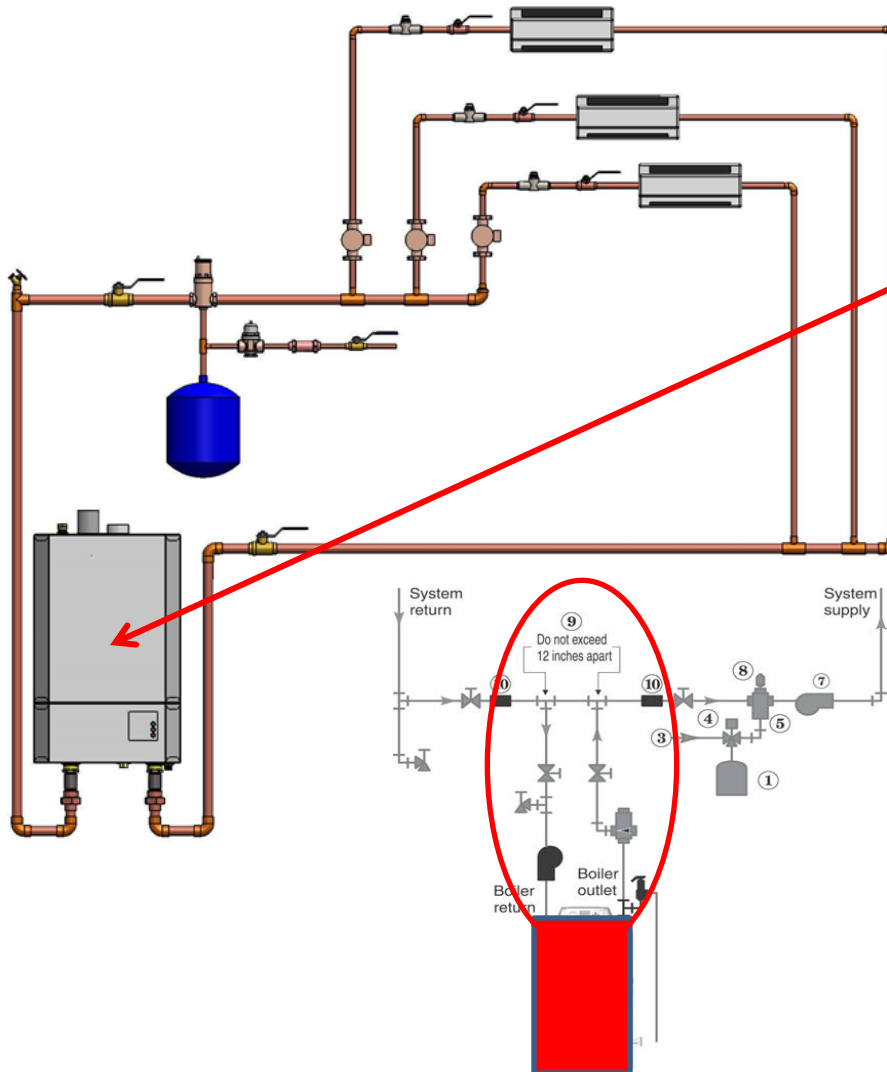 System
return
System
supply
⑨
Do not exceed
12 inches apart
⑩
⑩
⑧
⑦
④
⑤
③
①
Boiler
return
Boiler
outlet